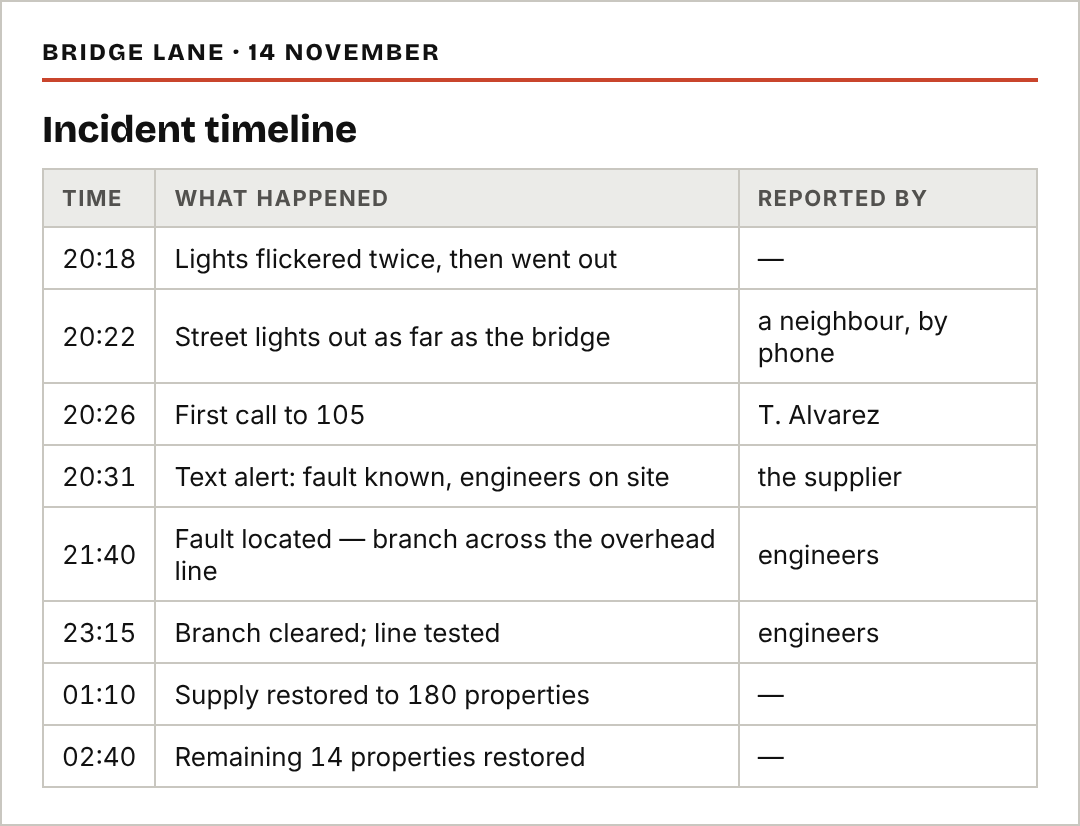 BRIDGE LANE · 14 NOVEMBER
Incident timeline
TIME WHAT HAPPENED REPORTED BY
20:18 Lights flickered twice, then went out —
20:22 Street lights out as far as the bridge a neighbour, by
phone
20:26 First call to 105 T. Alvarez
20:31 Text alert: fault known, engineers on site the supplier
21:40 Fault located — branch across the overhead
line engineers
23:15 Branch cleared; line tested engineers
01:10 Supply restored to 180 properties —
02:40 Remaining 14 properties restored —